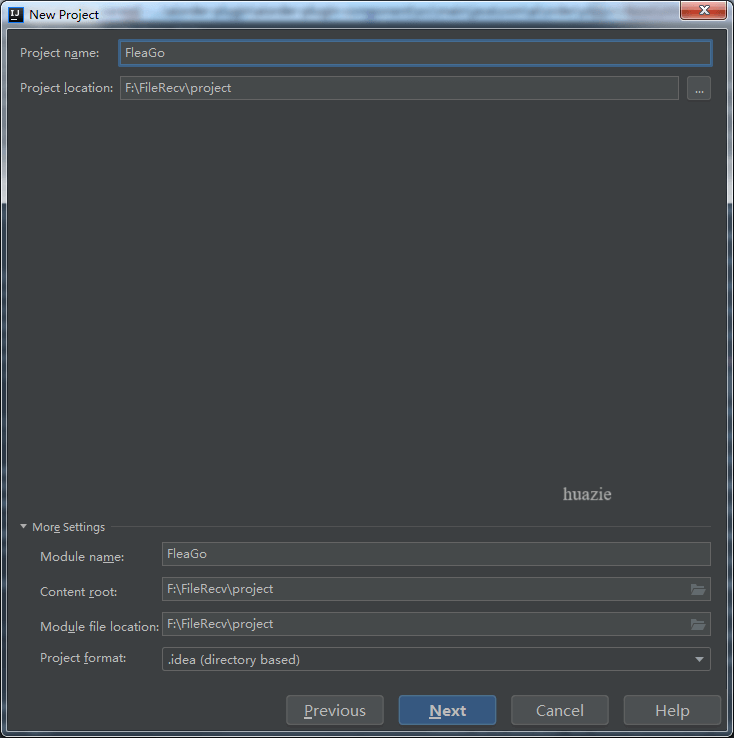 New Project
Project name: FleaGo
Project location: F:\FileRecv\project ...
huazie
More Settings
Module name: FleaGo
Content root: F:\FileRecv\project
Module file location: F:\FileRecv\project
Project format: .idea (directory based)
Previous Next Cancel Help